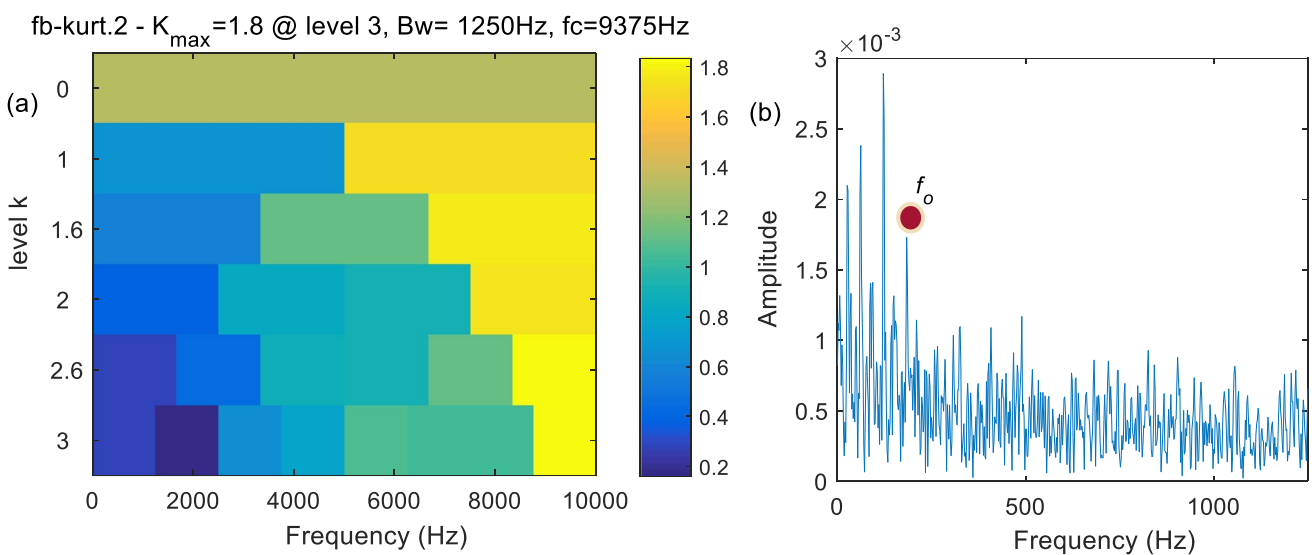 fb-kurt.2 - Kmax=1.8 @ level 3, Bw= 1250Hz, fc=9375Hz
(a)
level k
0
1
1.6
2
2.6
3
0 2000 4000 6000 8000 10000
Frequency (Hz)
1.8
1.6
1.4
1.2
1
0.8
0.6
0.4
0.2
(b)
×10-3
Amplitude
3
2.5
2
1.5
1
0.5
0
fo
0 500 1000
Frequency (Hz)